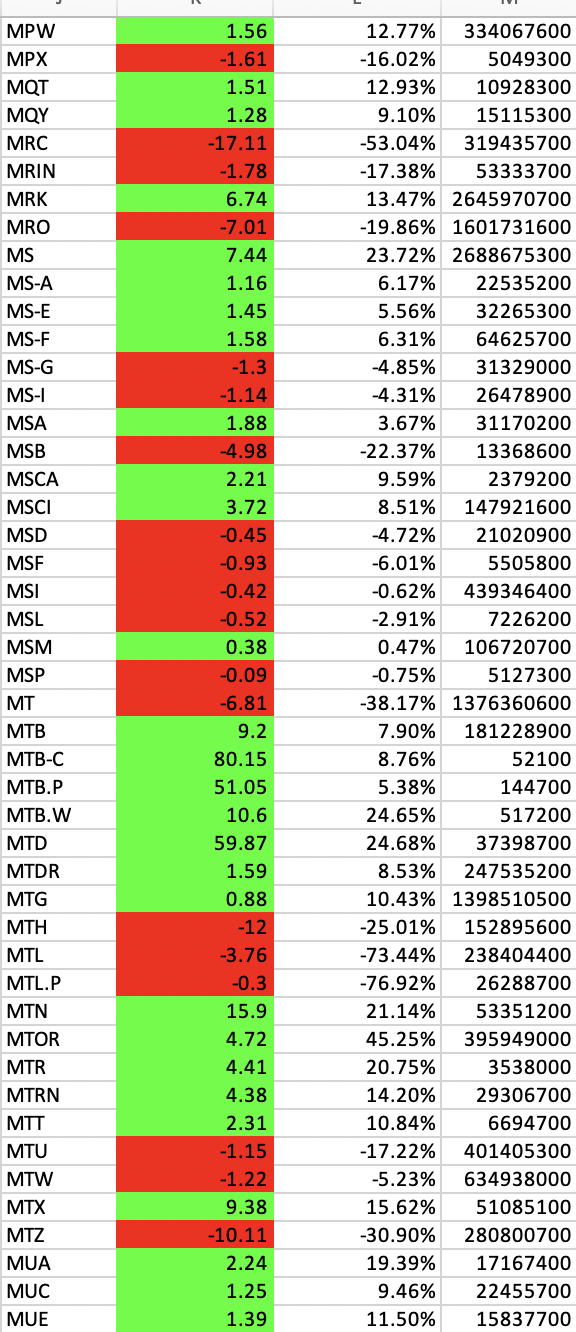 MPW 1.56 12.77% 334067600
MPX -1.61 -16.02% 5049300
MQT 1.51 12.93% 10928300
MQY 1.28 9.10% 15115300
MRC -17.11 -53.04% 319435700
MRIN -1.78 -17.38% 53333700
MRK 6.74 13.47% 2645970700
MRO -7.01 -19.86% 1601731600
MS 7.44 23.72% 2688675300
MS-A 1.16 6.17% 22535200
MS-E 1.45 5.56% 32265300
MS-F 1.58 6.31% 64625700
MS-G -1.3 -4.85% 31329000
MS-I -1.14 -4.31% 26478900
MSA 1.88 3.67% 31170200
MSB -4.98 -22.37% 13368600
MSCA 2.21 9.59% 2379200
MSCI 3.72 8.51% 147921600
MSD -0.45 -4.72% 21020900
MSF -0.93 -6.01% 5505800
MSI -0.42 -0.62% 439346400
MSL -0.52 -2.91% 7226200
MSM 0.38 0.47% 106720700
MSP -0.09 -0.75% 5127300
MT -6.81 -38.17% 1376360600
MTB 9.2 7.90% 181228900
MTB-C 80.15 8.76% 52100
MTB.P 51.05 5.38% 144700
MTB.W 10.6 24.65% 517200
MTD 59.87 24.68% 37398700
MTDR 1.59 8.53% 247535200
MTG 0.88 10.43% 1398510500
MTH -12 -25.01% 152895600
MTL -3.76 -73.44% 238404400
MTL.P -0.3 -76.92% 26288700
MTN 15.9 21.14% 53351200
MTOR 4.72 45.25% 395949000
MTR 4.41 20.75% 3538000
MTRN 4.38 14.20% 29306700
MTT 2.31 10.84% 6694700
MTU -1.15 -17.22% 401405300
MTW -1.22 -5.23% 634938000
MTX 9.38 15.62% 51085100
MTZ -10.11 -30.90% 280800700
MUA 2.24 19.39% 17167400
MUC 1.25 9.46% 22455700
MUE 1.39 11.50% 15837700